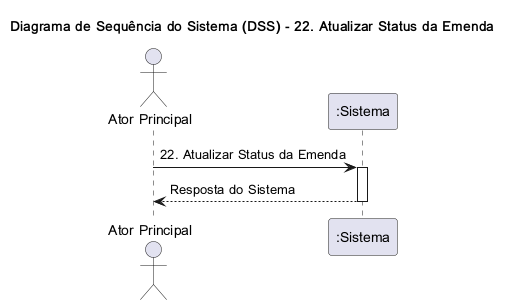 Diagrama de Sequência do Sistema (DSS) - 22. Atualizar Status da Emenda
Ator Principal
:Sistema
22. Atualizar Status da Emenda
Resposta do Sistema
Ator Principal
:Sistema